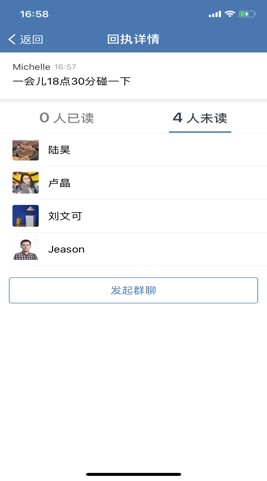 16:58
返回
回执详情
Michelle 16:57
一会儿18点30分碰一下
0 人已读
4 人未读
陆昊
卢晶
刘文可
Jeason
发起群聊